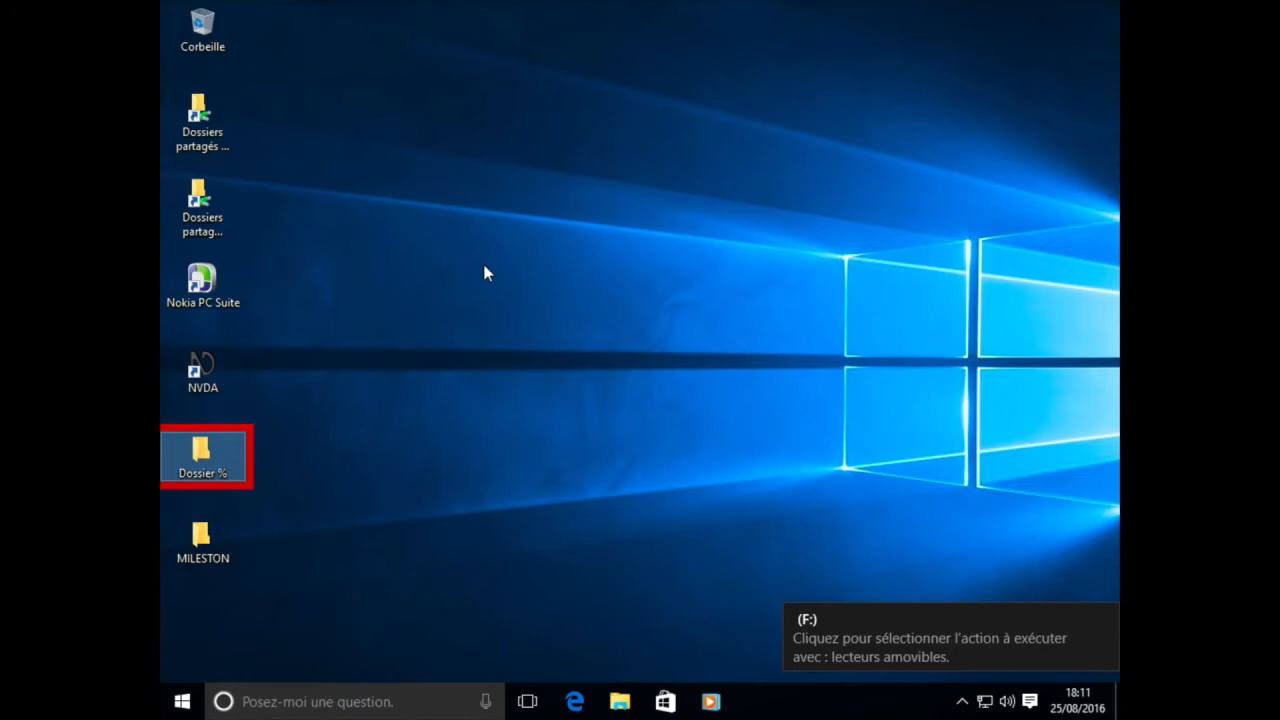 Corbeille
Dossiers
partagés ...
Dossiers
partag...
Nokia PC Suite
NVDA
Dossier %
MILESTON
(F:)
Cliquez pour sélectionner l'action à exécuter
avec : lecteurs amovibles.
Posez-moi une question.
18:11
25/08/2016